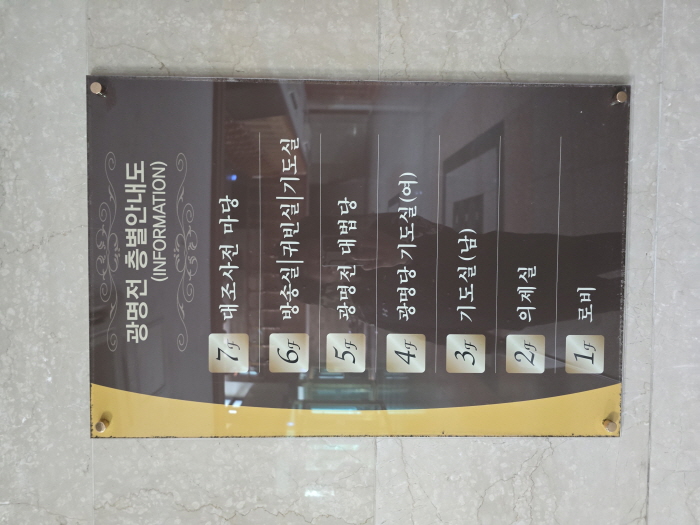 광명전 층별안내도
(INFORMATION)
7F 대조사전 마당
6F 방송실|귀빈실|기도실
5F 광명전 대법당
4F 광명당 기도실(여)
3F 기도실(남)
2F 의제실
1F 로비